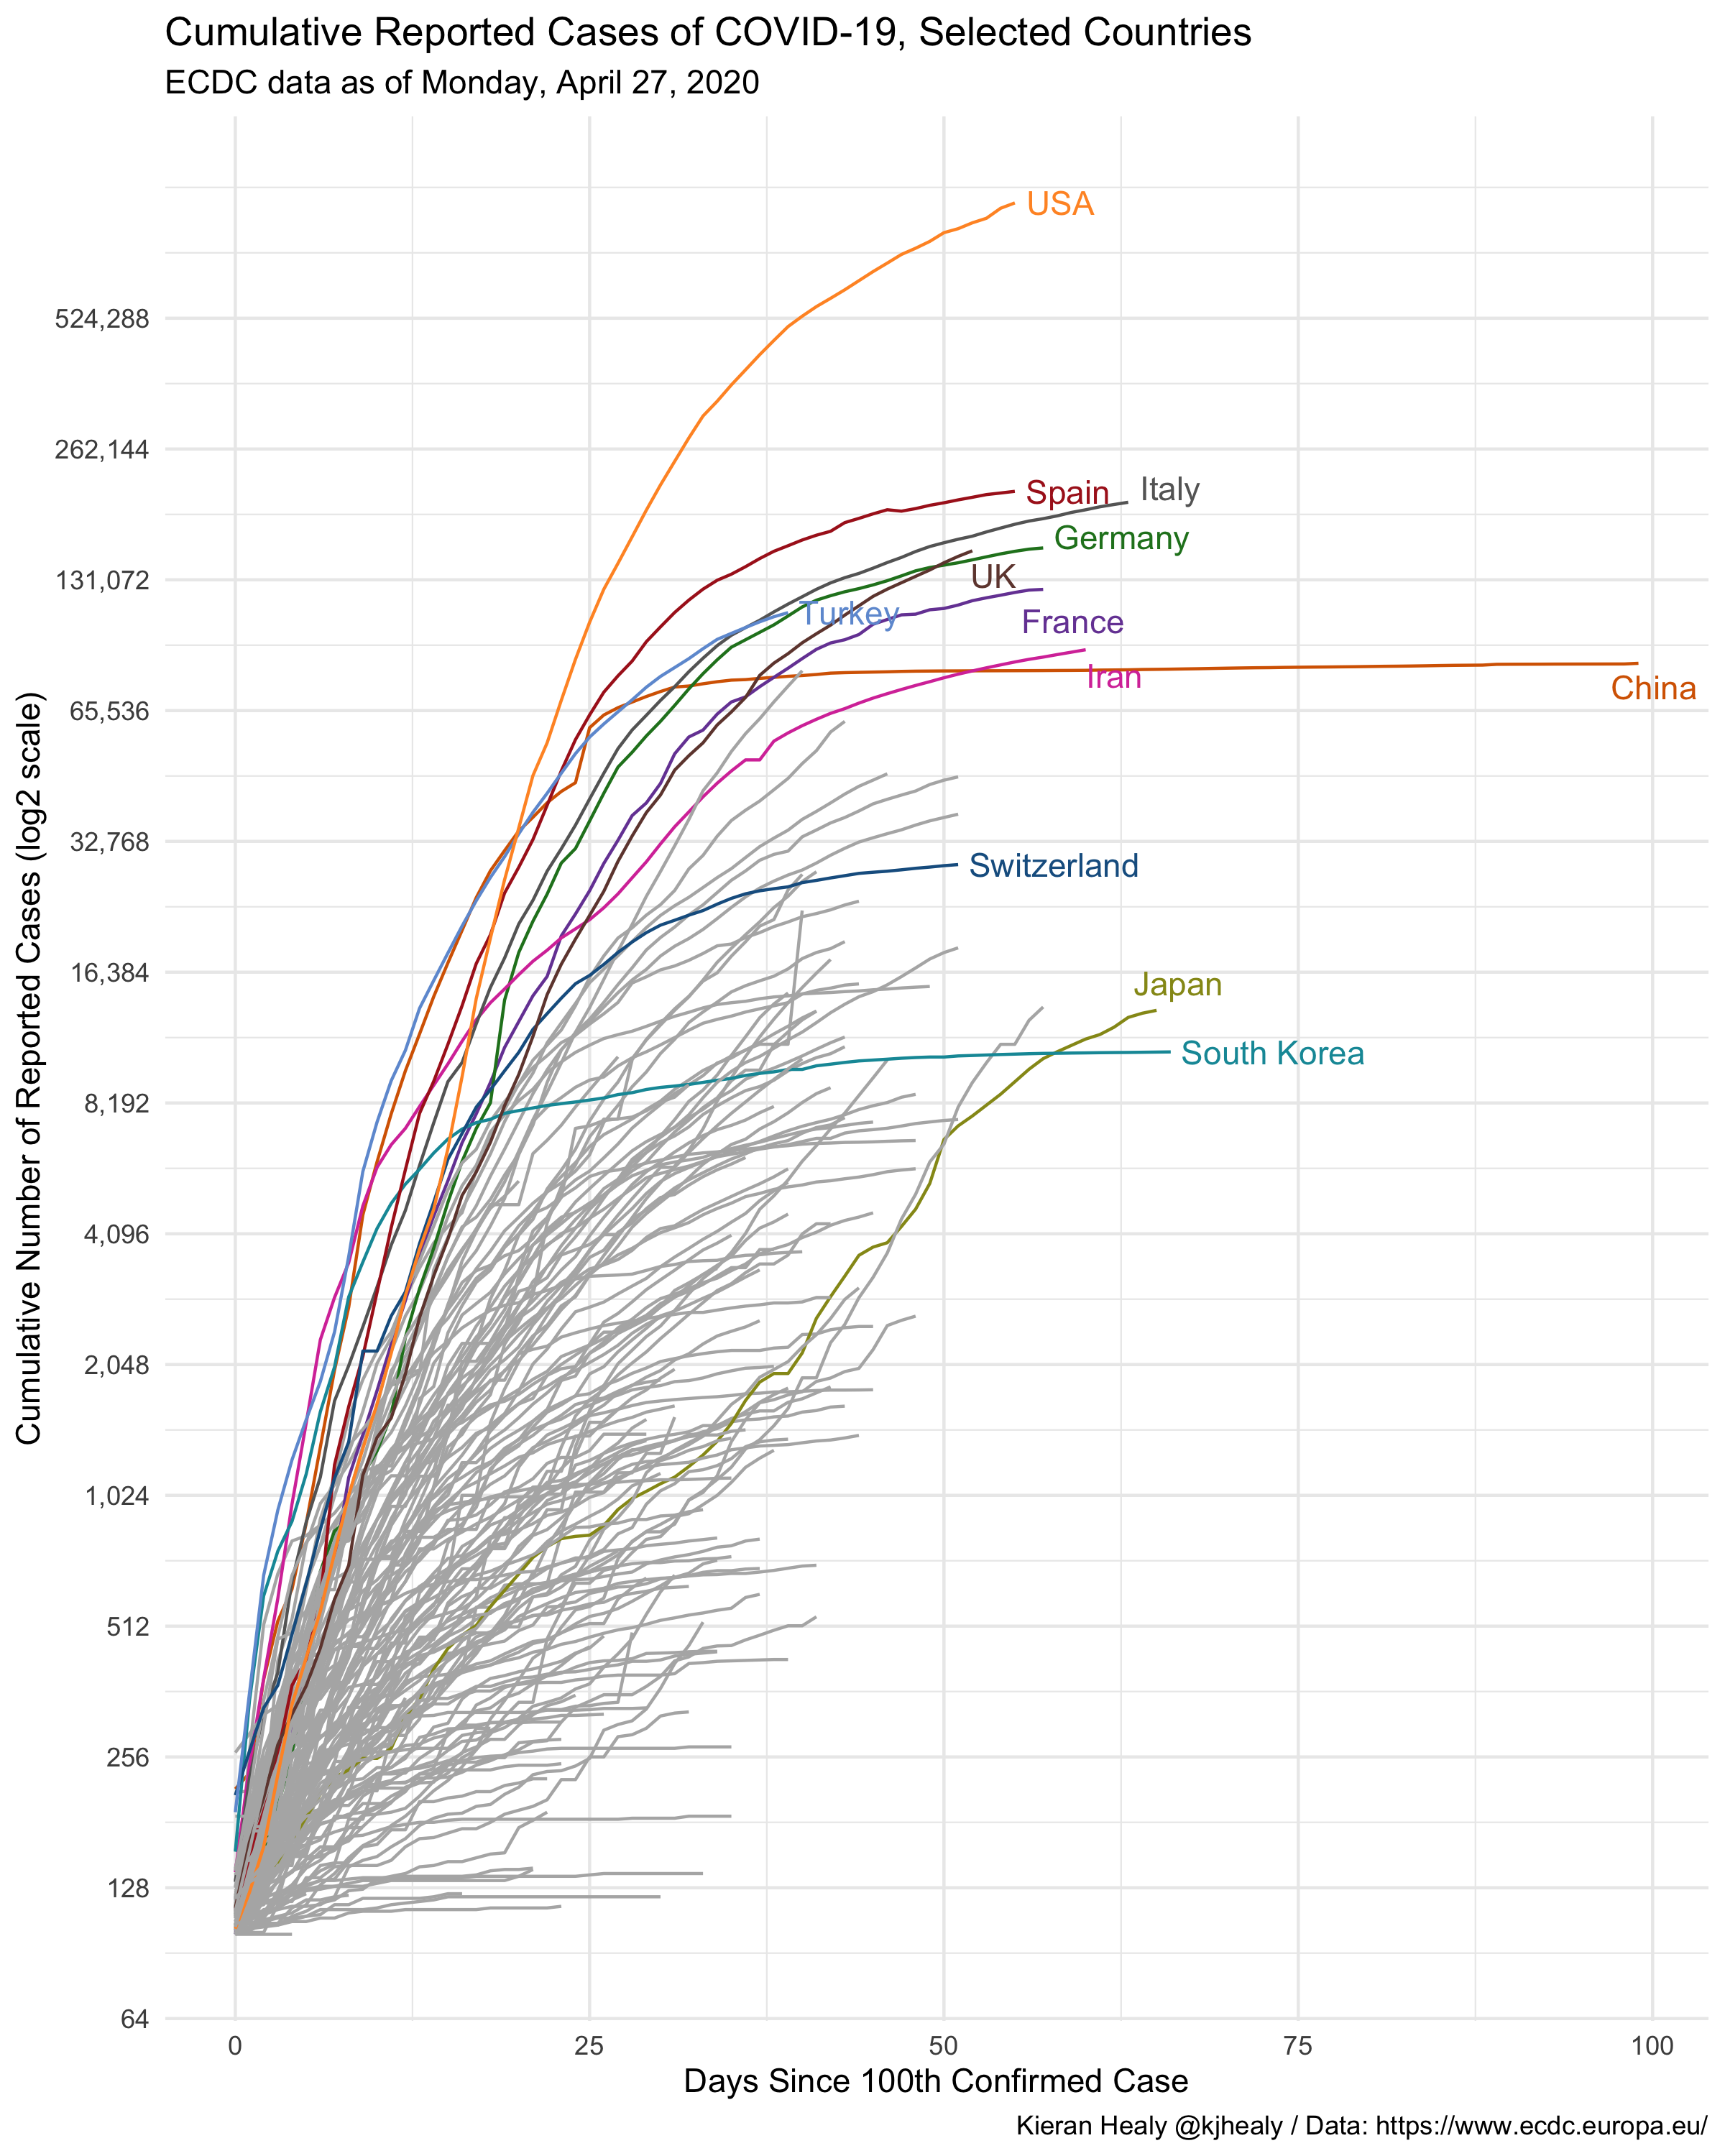 Cumulative Reported Cases of COVID-19, Selected Countries
ECDC data as of Monday, April 27, 2020
Cumulative Number of Reported Cases (log2 scale)
524,288
262,144
131,072
65,536
32,768
16,384
8,192
4,096
2,048
1,024
512
256
128
64
USA
Spain
Italy
Germany
UK
Turkey
France
Iran
China
Switzerland
Japan
South Korea
0
25
50
75
100
Days Since 100th Confirmed Case
Kieran Healy @kjhealy / Data: https://www.ecdc.europa.eu/